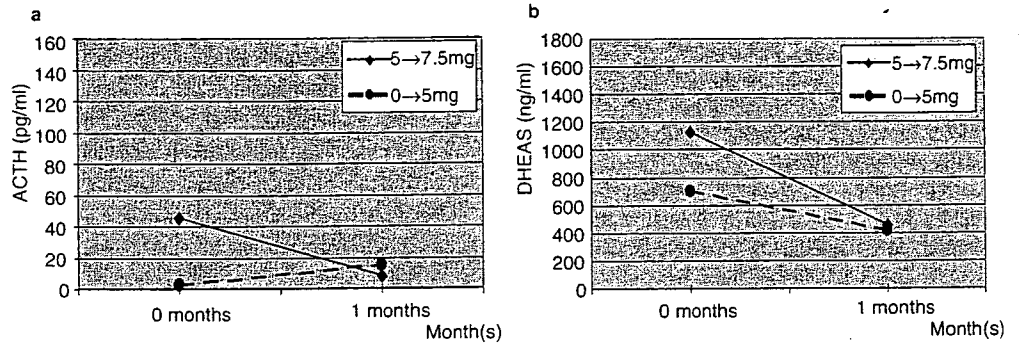 a
160
140
120
100
80
60
40
20
0
ACTH (pg/ml)
5→7.5mg
0→5mg
0 months
1 months
Month(s)
b
1800
1600
1400
1200
1000
800
600
400
200
0
DHEAS (ng/ml)
5→7.5mg
0→5mg
0 months
1 months
Month(s)